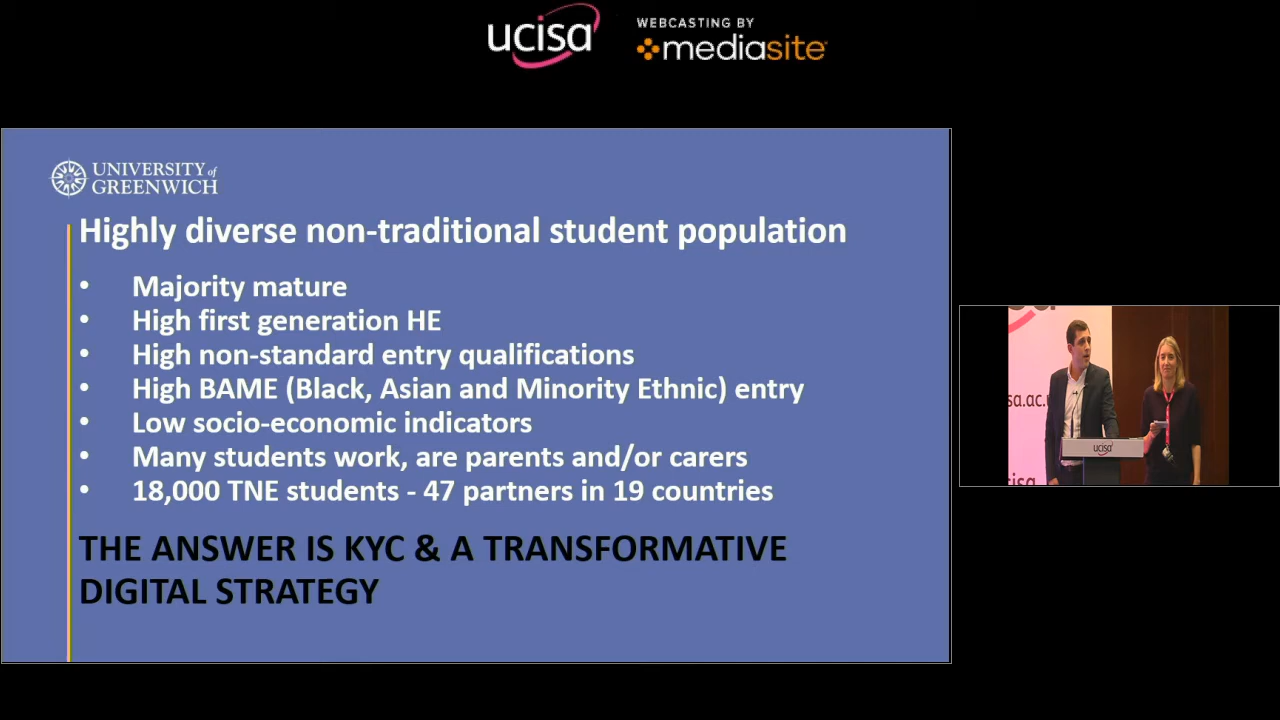 ucisa
WEBCASTING BY
mediasite
UNIVERSITY of
GREENWICH
Highly diverse non-traditional student population
• Majority mature
• High first generation HE
• High non-standard entry qualifications
• High BAME (Black, Asian and Minority Ethnic) entry
• Low socio-economic indicators
• Many students work, are parents and/or carers
• 18,000 TNE students - 47 partners in 19 countries
THE ANSWER IS KYC & A TRANSFORMATIVE
DIGITAL STRATEGY
sa.ac.
ucisa
cisa